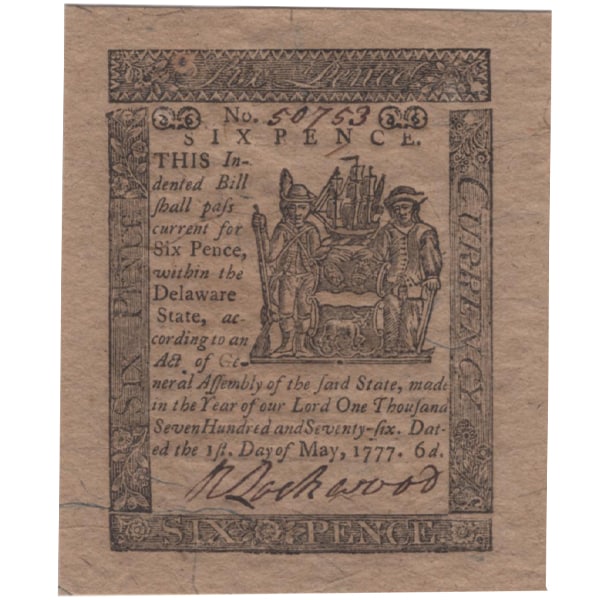 Six Pence.
No. 50753
SIX PENCE.
THIS In-
dented Bill
ſhall paſs
current for
Six Pence,
within the
Delaware
State, ac-
cording to an
Act of Ge-
neral Aſſembly of the ſaid State, made
in the Year of our Lord One Thouſand
Seven Hundred and Seventy-ſix. Dat-
ed the 1ſt. Day of May, 1777. 6d.
R Lockwood
SIX PENCE
CURRENCY
SIX PENCE.